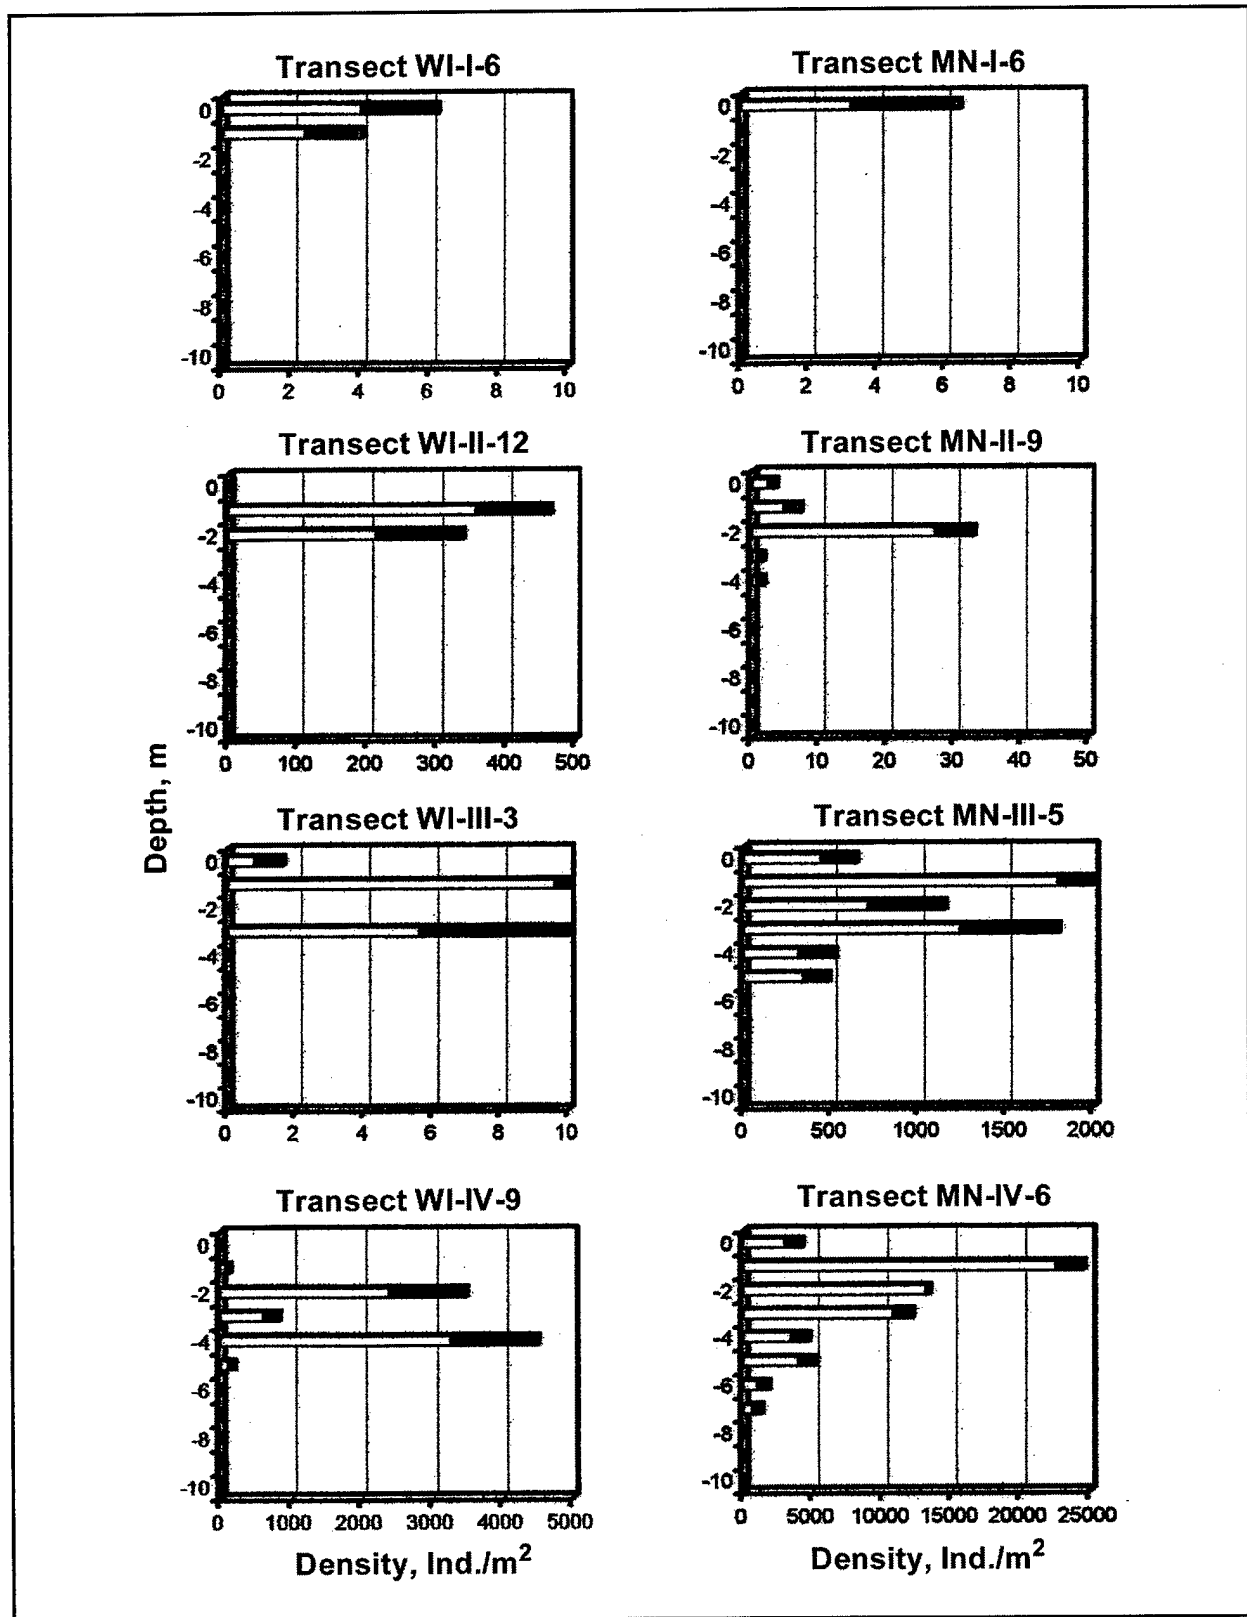 Transect WI-I-6
0
-2
-4
-6
-8
-10
0 2 4 6 8 10
Transect MN-I-6
0
-2
-4
-6
-8
-10
0 2 4 6 8 10
Transect WI-II-12
0
-2
-4
-6
-8
-10
0 100 200 300 400 500
Transect MN-II-9
0
-2
-4
-6
-8
-10
0 10 20 30 40 50
Depth, m
Transect WI-III-3
0
-2
-4
-6
-8
-10
0 2 4 6 8 10
Transect MN-III-5
0
-2
-4
-6
-8
-10
0 500 1000 1500 2000
Transect WI-IV-9
0
-2
-4
-6
-8
-10
0 1000 2000 3000 4000 5000
Density, Ind./m²
Transect MN-IV-6
0
-2
-4
-6
-8
-10
0 5000 10000 15000 20000 25000
Density, Ind./m²